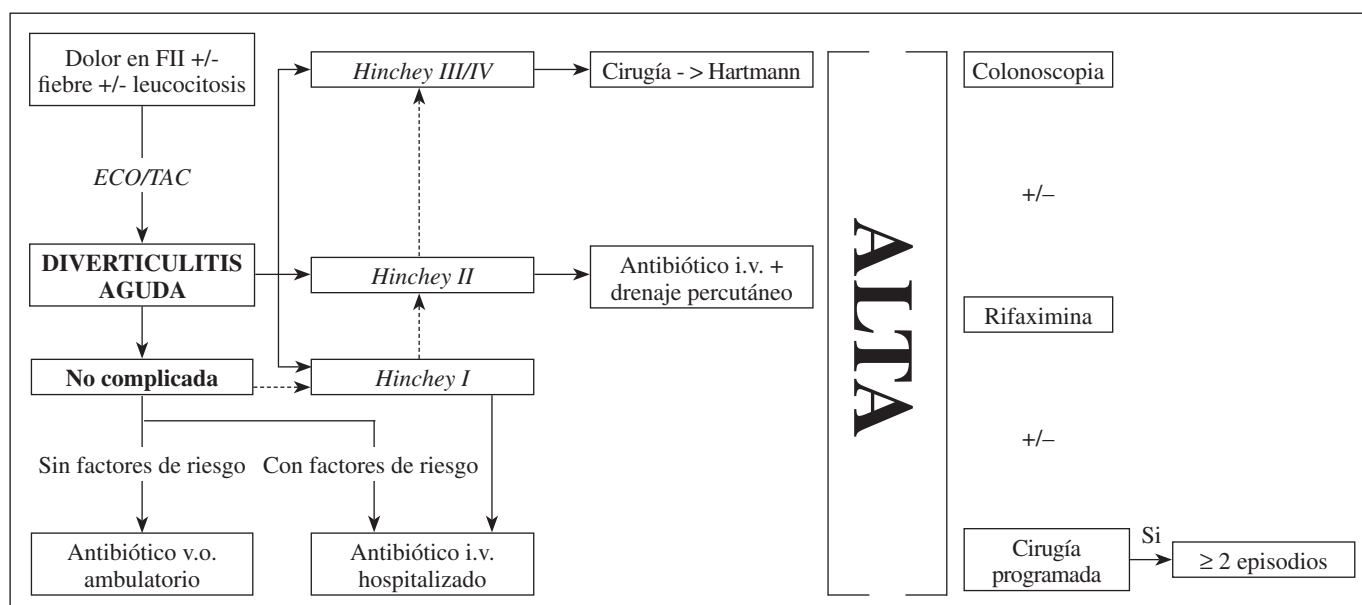 Dolor en FII +/-
fiebre +/- leucocitosis
ECO/TAC
DIVERTICULITIS
AGUDA
No complicada
Sin factores de riesgo
Con factores de riesgo
Antibiótico v.o.
ambulatorio
Antibiótico i.v.
hospitalizado
Hinchey III/IV
Hinchey II
Hinchey I
Cirugía - > Hartmann
Antibiótico i.v. +
drenaje percutáneo
ALTA
Colonoscopia
+/–
Rifaximina
+/–
Cirugía
programada
Si
≥ 2 episodios